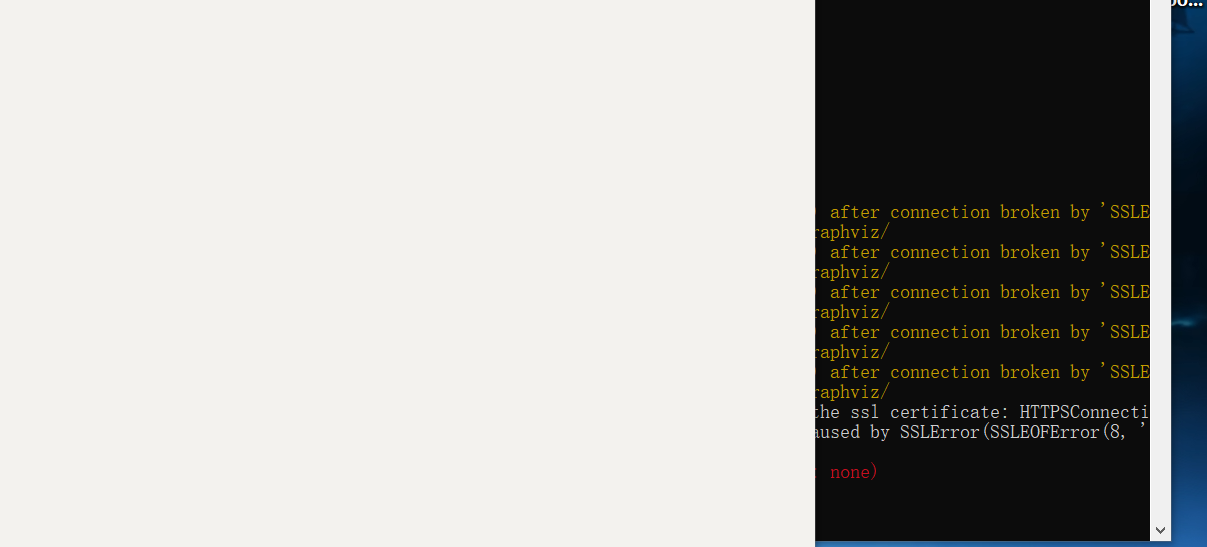 after connection broken by 'SSLE
raphviz/
after connection broken by 'SSLE
raphviz/
after connection broken by 'SSLE
raphviz/
after connection broken by 'SSLE
raphviz/
after connection broken by 'SSLE
raphviz/
the ssl certificate: HTTPSConnecti
aused by SSLError(SSLEOFError(8, '
none)